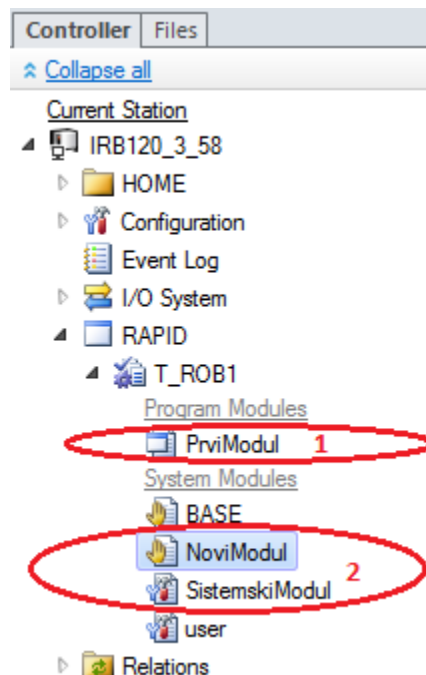 Controller Files
Collapse all
Current Station
IRB120_3_58
HOME
Configuration
Event Log
I/O System
RAPID
T_ROB1
Program Modules
PrviModul 1
System Modules
BASE
NoviModul
SistemskiModul 2
user
Relations